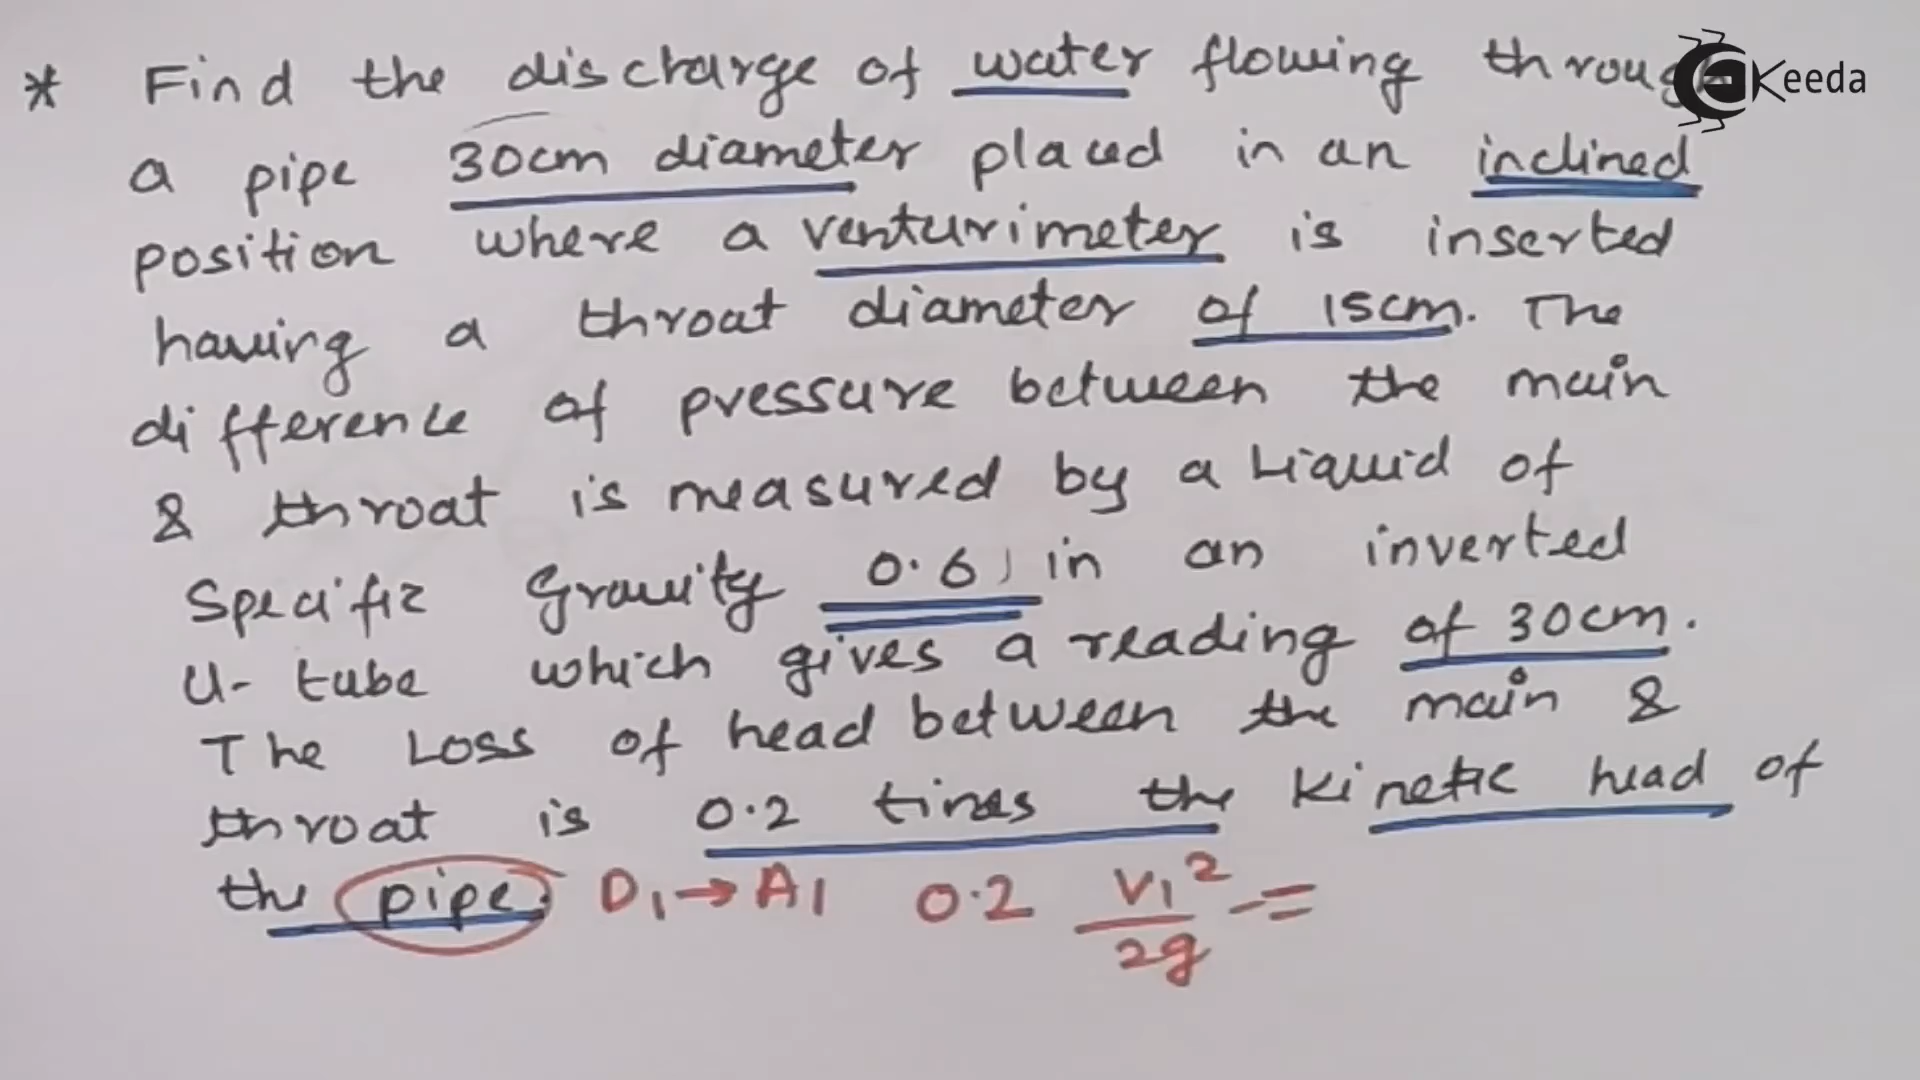 * Find the discharge of water flowing through
Keeda
a pipe 30cm diameter placed in an inclined
position where a venturimeter is inserted
having a throat diameter of 15cm. The
difference of pressure between the main
& throat is measured by a Liquid of
Specific Gravity 0.6 in an inverted
U- tube which gives a reading of 30cm.
The Loss of head between the main &
throat is 0.2 times the Kinetic head of
the pipe. D1 → A1 0.2 V1²/2g =